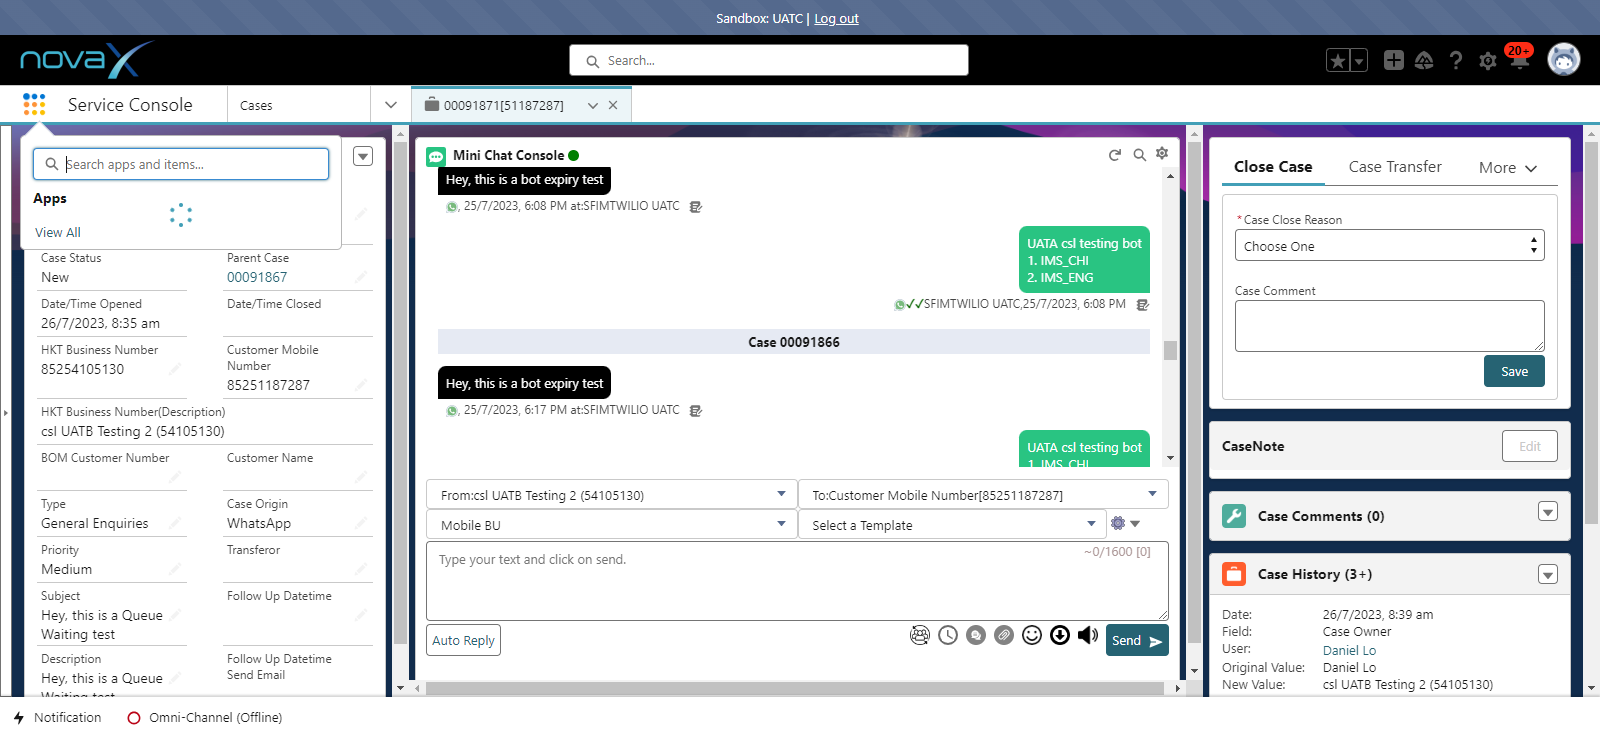 Sandbox: UATC | Log out
novaX
Search...
20+
Service Console
Cases
00091871[51187287]
Search apps and items...
Apps
View All
Case Status
New
Parent Case
00091867
Date/Time Opened
26/7/2023, 8:35 am
Date/Time Closed
HKT Business Number
85254105130
Customer Mobile
Number
85251187287
HKT Business Number(Description)
csl UATB Testing 2 (54105130)
BOM Customer Number
Customer Name
Type
General Enquiries
Case Origin
WhatsApp
Priority
Medium
Transferor
Subject
Hey, this is a Queue
Waiting test
Follow Up Datetime
Description
Hey, this is a Queue
Waiting test
Follow Up Datetime
Send Email
Mini Chat Console
Hey, this is a bot expiry test
, 25/7/2023, 6:08 PM at:SFIMTWILIO UATC
UATA csl testing bot
1. IMS_CHI
2. IMS_ENG
SFIMTWILIO UATC,25/7/2023, 6:08 PM
Case 00091866
Hey, this is a bot expiry test
, 25/7/2023, 6:17 PM at:SFIMTWILIO UATC
UATA csl testing bot
1. IMS_CHI
From:csl UATB Testing 2 (54105130)
To:Customer Mobile Number[85251187287]
Mobile BU
Select a Template
Type your text and click on send.
~0/1600 [0]
Auto Reply
Send
Close Case
Case Transfer
More
*Case Close Reason
Choose One
Case Comment
Save
CaseNote
Edit
Case Comments (0)
Case History (3+)
Date: 26/7/2023, 8:39 am
Field: Case Owner
User: Daniel Lo
Original Value: Daniel Lo
New Value: csl UATB Testing 2 (54105130)
Notification
Omni-Channel (Offline)